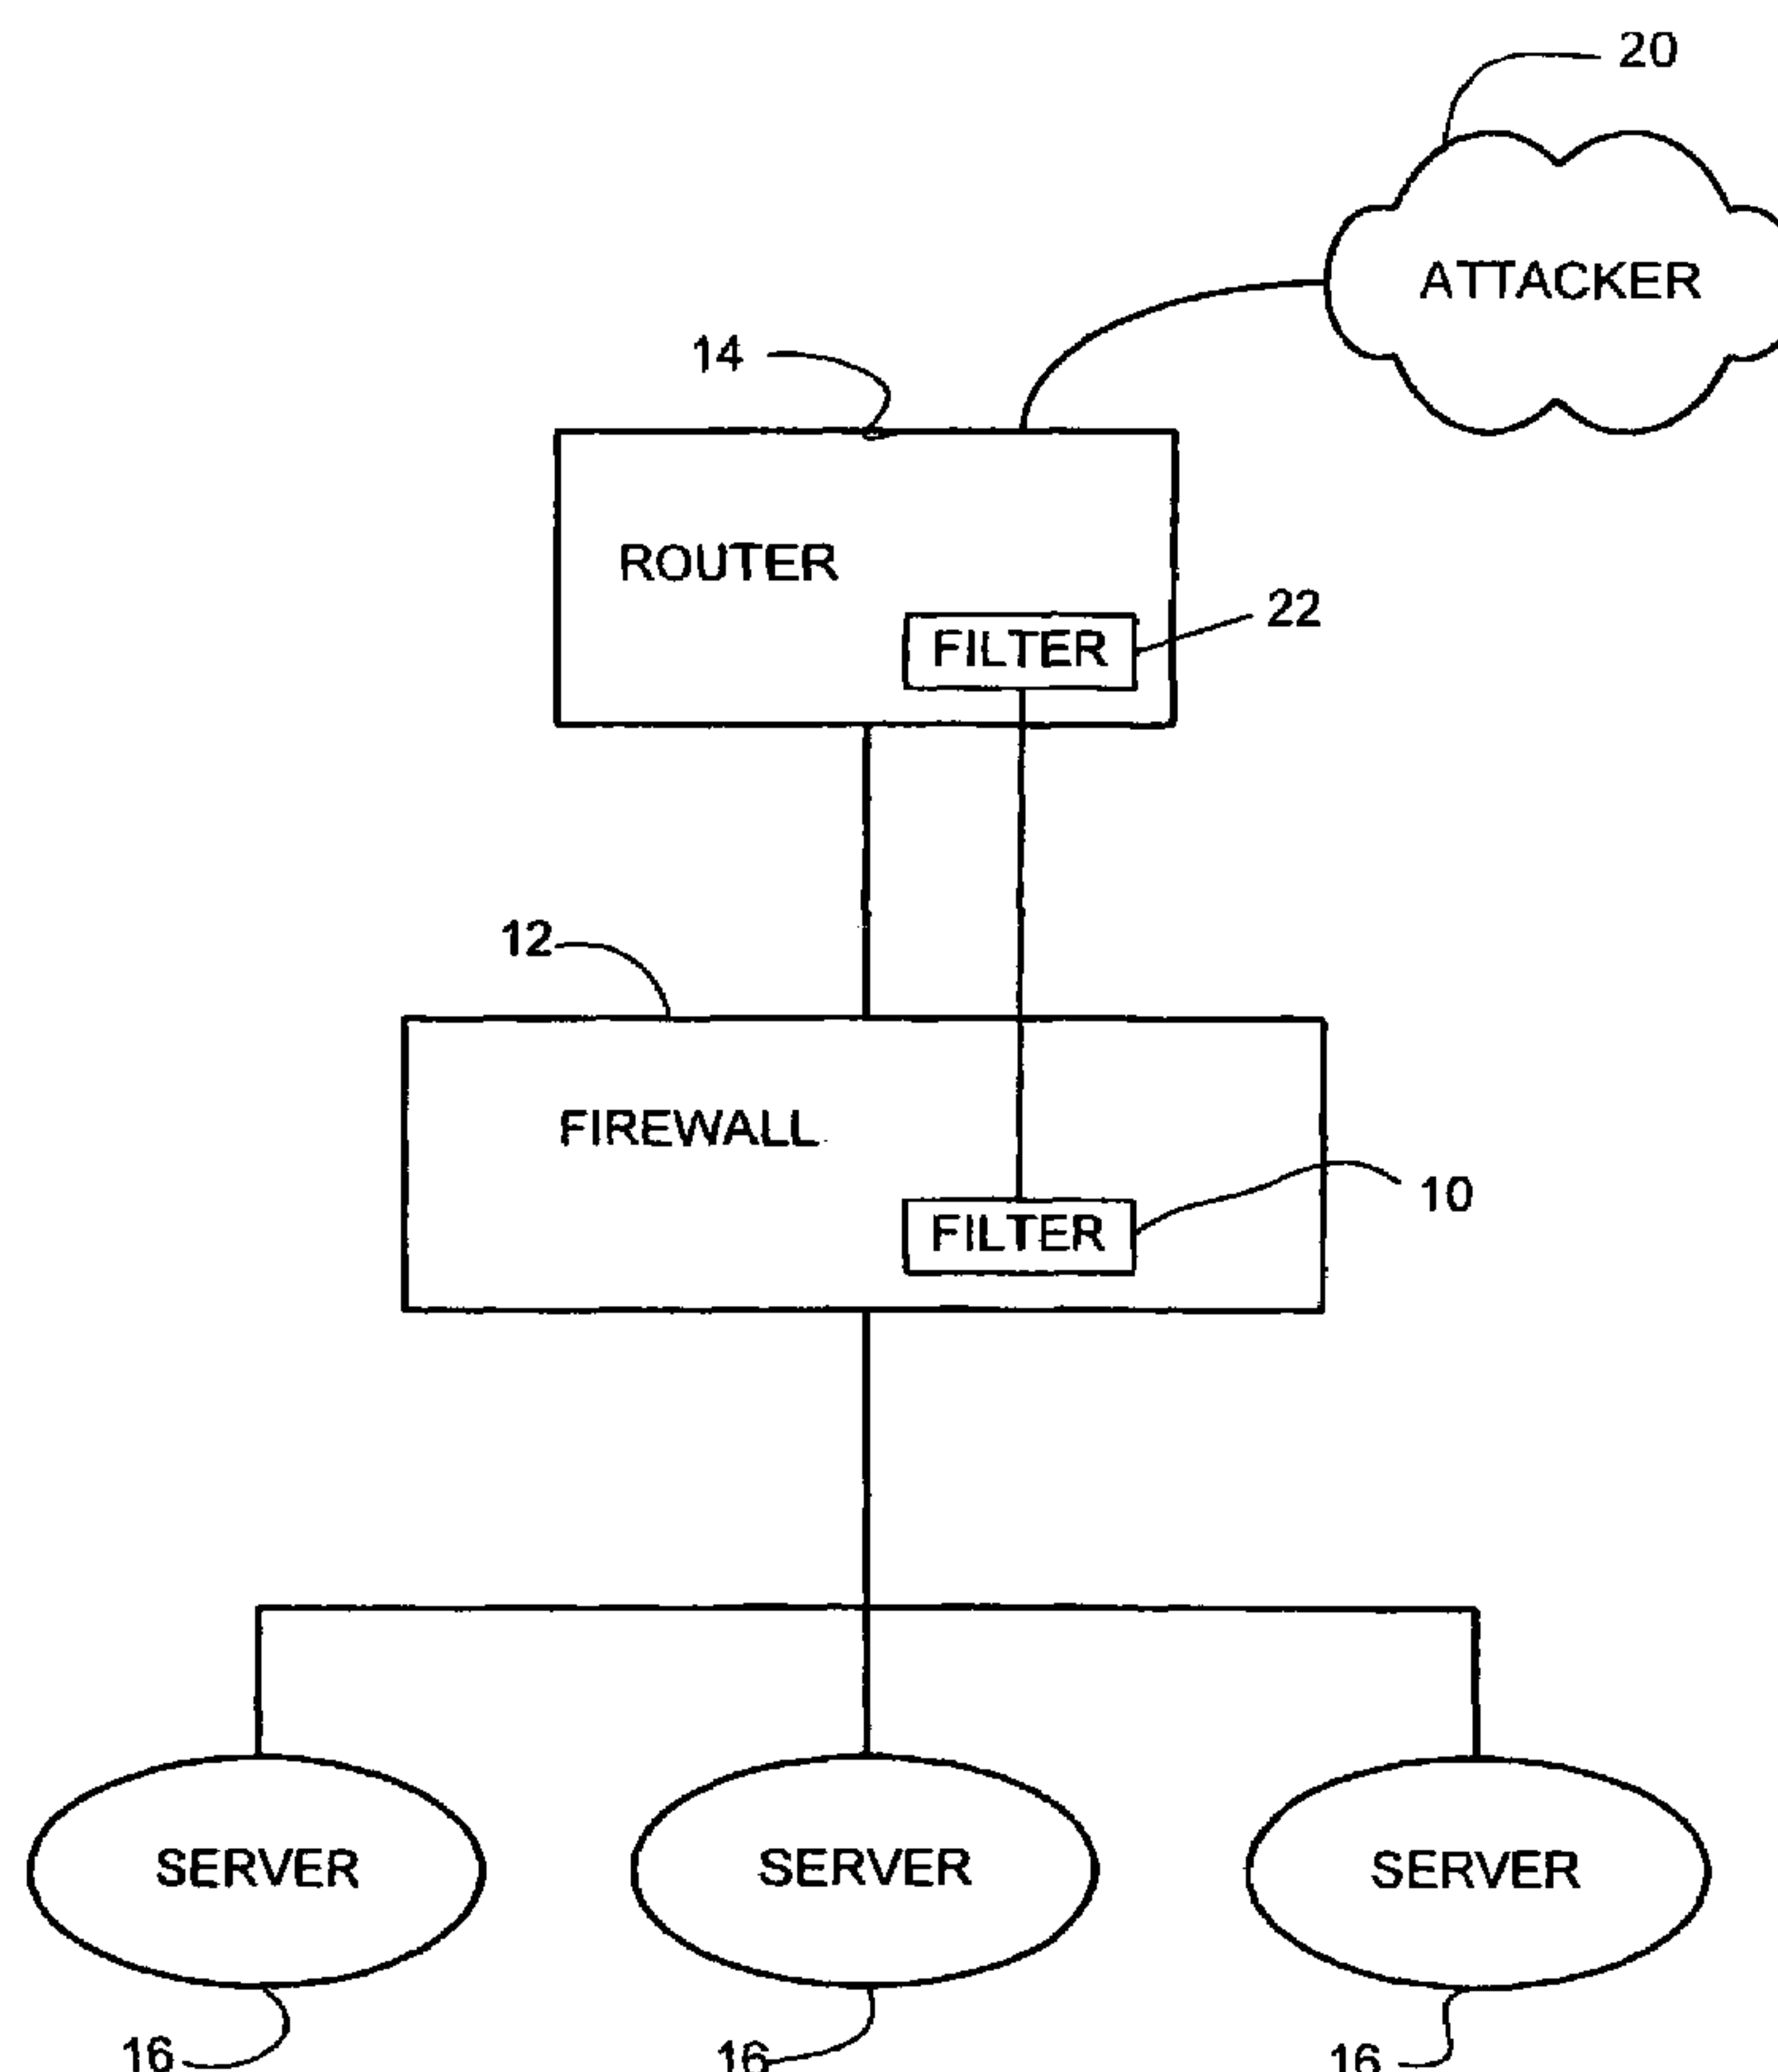 20
ATTACKER
14
ROUTER
22
FILTER
12
FIREWALL
10
FILTER
SERVER
SERVER
SERVER
16
16
16